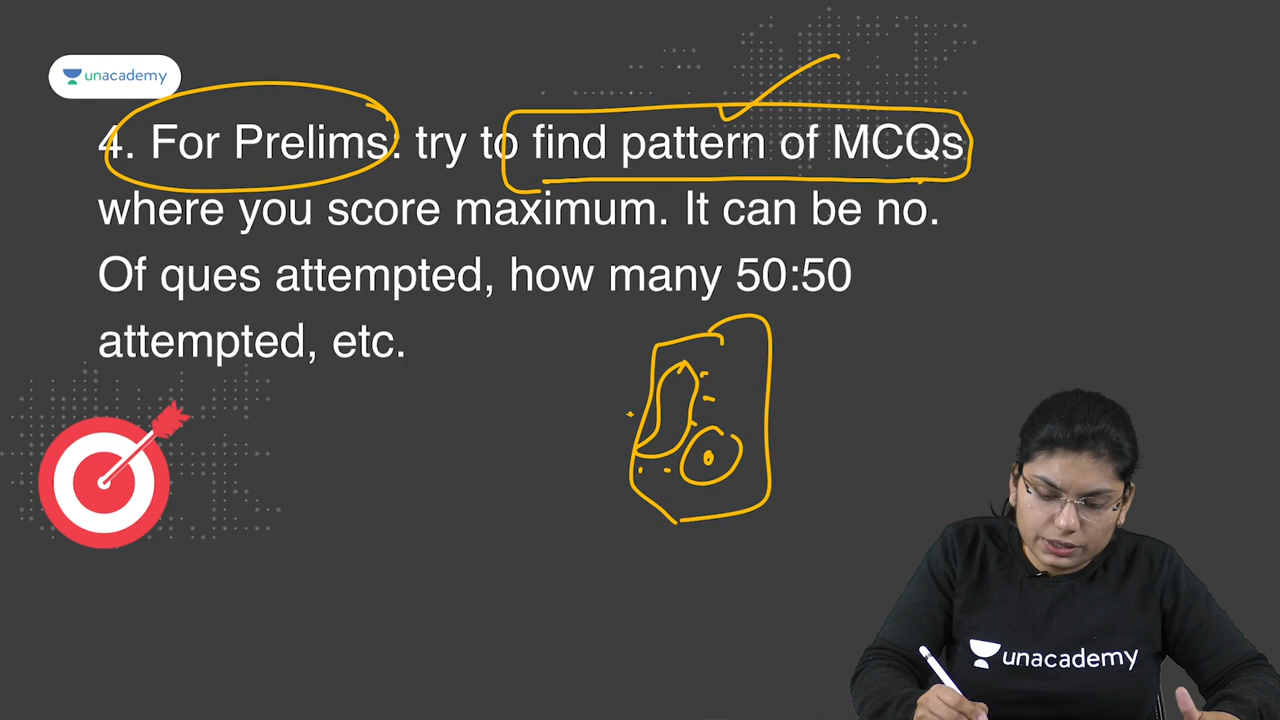 unacademy
4. For Prelims: try to find pattern of MCQs
where you score maximum. It can be no.
Of ques attempted, how many 50:50
attempted, etc.
unacademy